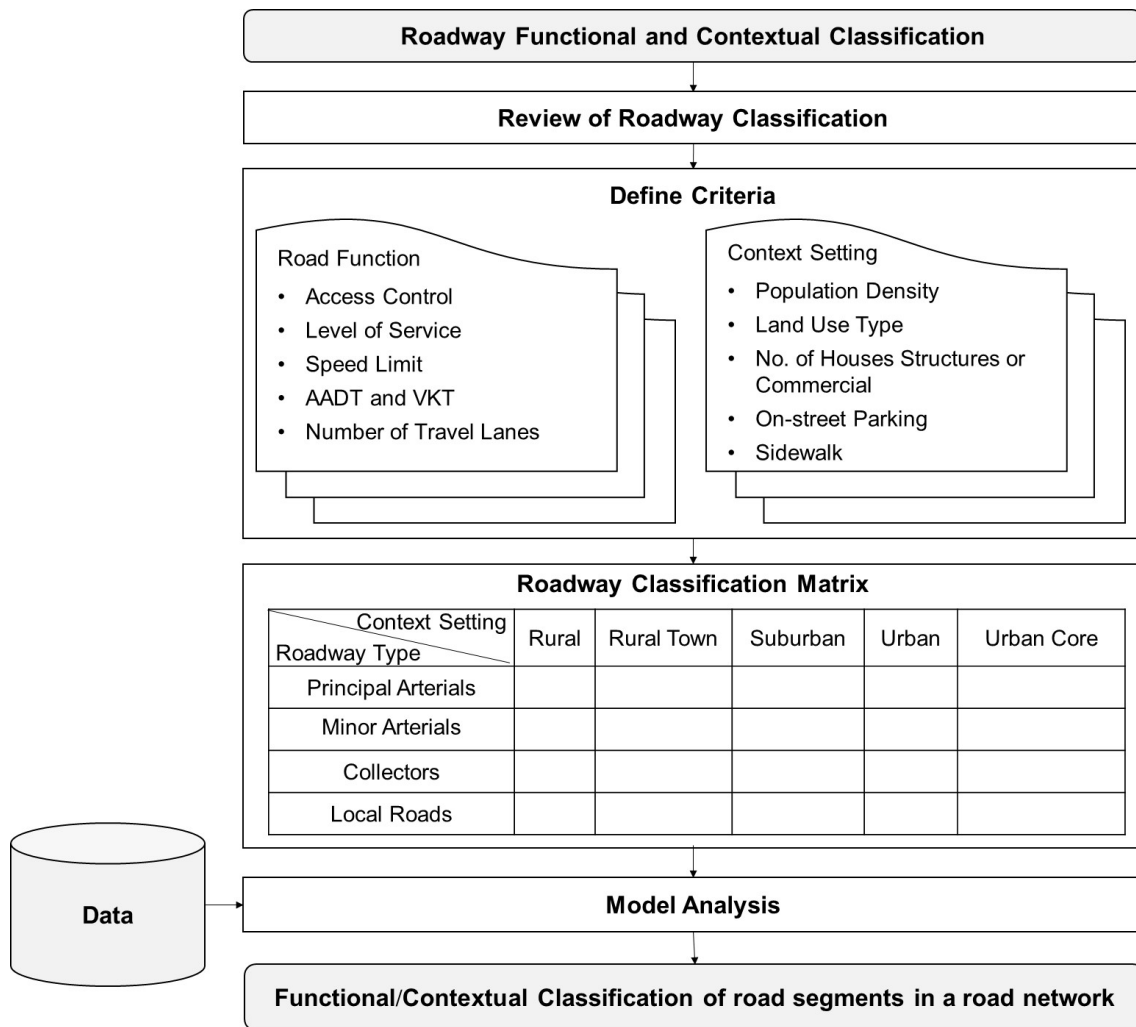 Roadway Functional and Contextual Classification
Review of Roadway Classification
Define Criteria
Road Function
• Access Control
• Level of Service
• Speed Limit
• AADT and VKT
• Number of Travel Lanes
Context Setting
• Population Density
• Land Use Type
• No. of Houses Structures or
Commercial
• On-street Parking
• Sidewalk
Roadway Classification Matrix
Context Setting
Roadway Type
Rural
Rural Town
Suburban
Urban
Urban Core
Principal Arterials
Minor Arterials
Collectors
Local Roads
Data
Model Analysis
Functional/Contextual Classification of road segments in a road network